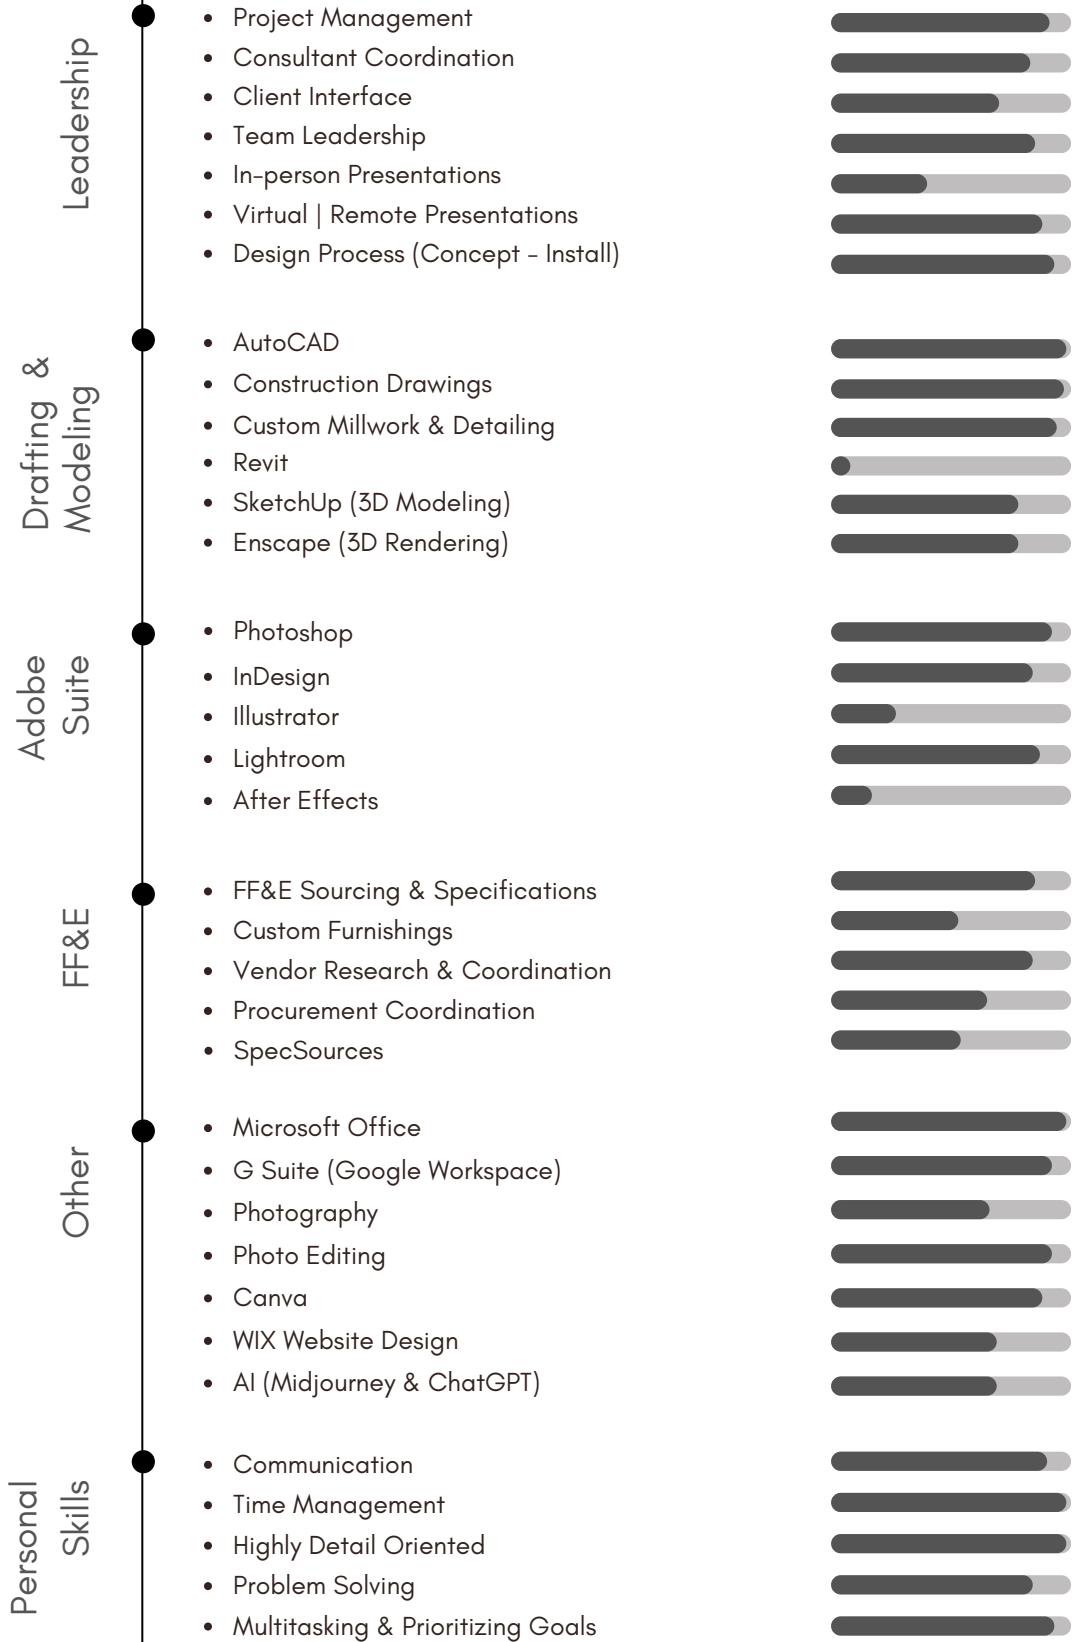 Leadership
Project Management
Consultant Coordination
Client Interface
Team Leadership
In-person Presentations
Virtual | Remote Presentations
Design Process (Concept - Install)
Drafting &
Modeling
AutoCAD
Construction Drawings
Custom Millwork & Detailing
Revit
SketchUp (3D Modeling)
Enscape (3D Rendering)
Adobe
Suite
Photoshop
InDesign
Illustrator
Lightroom
After Effects
FF&E
FF&E Sourcing & Specifications
Custom Furnishings
Vendor Research & Coordination
Procurement Coordination
SpecSources
Other
Microsoft Office
G Suite (Google Workspace)
Photography
Photo Editing
Canva
WIX Website Design
AI (Midjourney & ChatGPT)
Personal
Skills
Communication
Time Management
Highly Detail Oriented
Problem Solving
Multitasking & Prioritizing Goals